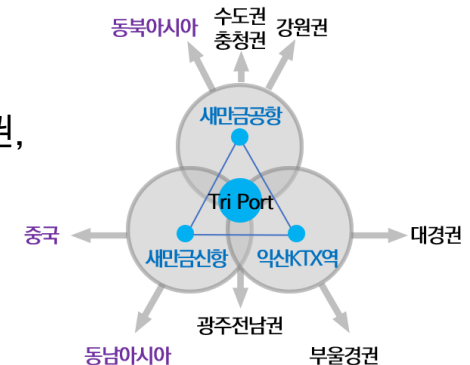 동북아시아
수도권
충청권
강원권
권,
새만금공항
Tri Port
중국
새만금신항
익산KTX역
대경권
광주전남권
동남아시아
부울경권